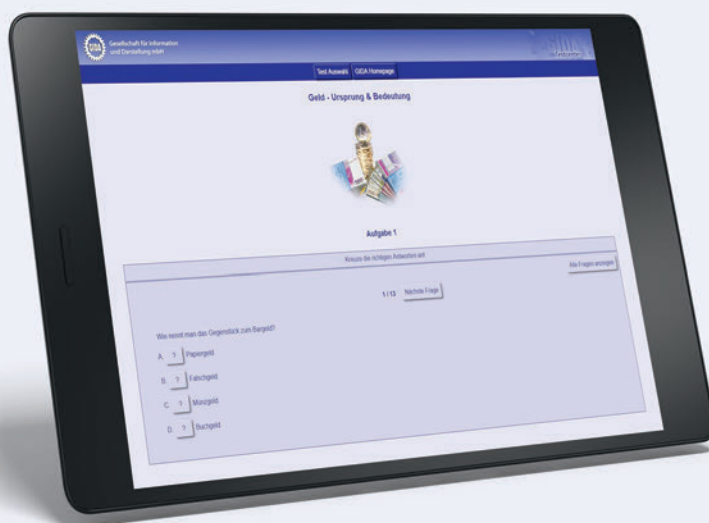 GIDA
Gesellschaft für Information
und Darstellung mbH
GIDA
Test Auswahl
GIDA Homepage
Geld - Ursprung & Bedeutung
Aufgabe 1
Kreuze die richtigen Antworten an!
Alle Fragen anzeigen
1 / 13
Nächste Frage
Wie nennt man das Gegenstück zum Bargeld?
A. ? Papiergeld
B. ? Falschgeld
C. ? Münzgeld
D. ? Buchgeld